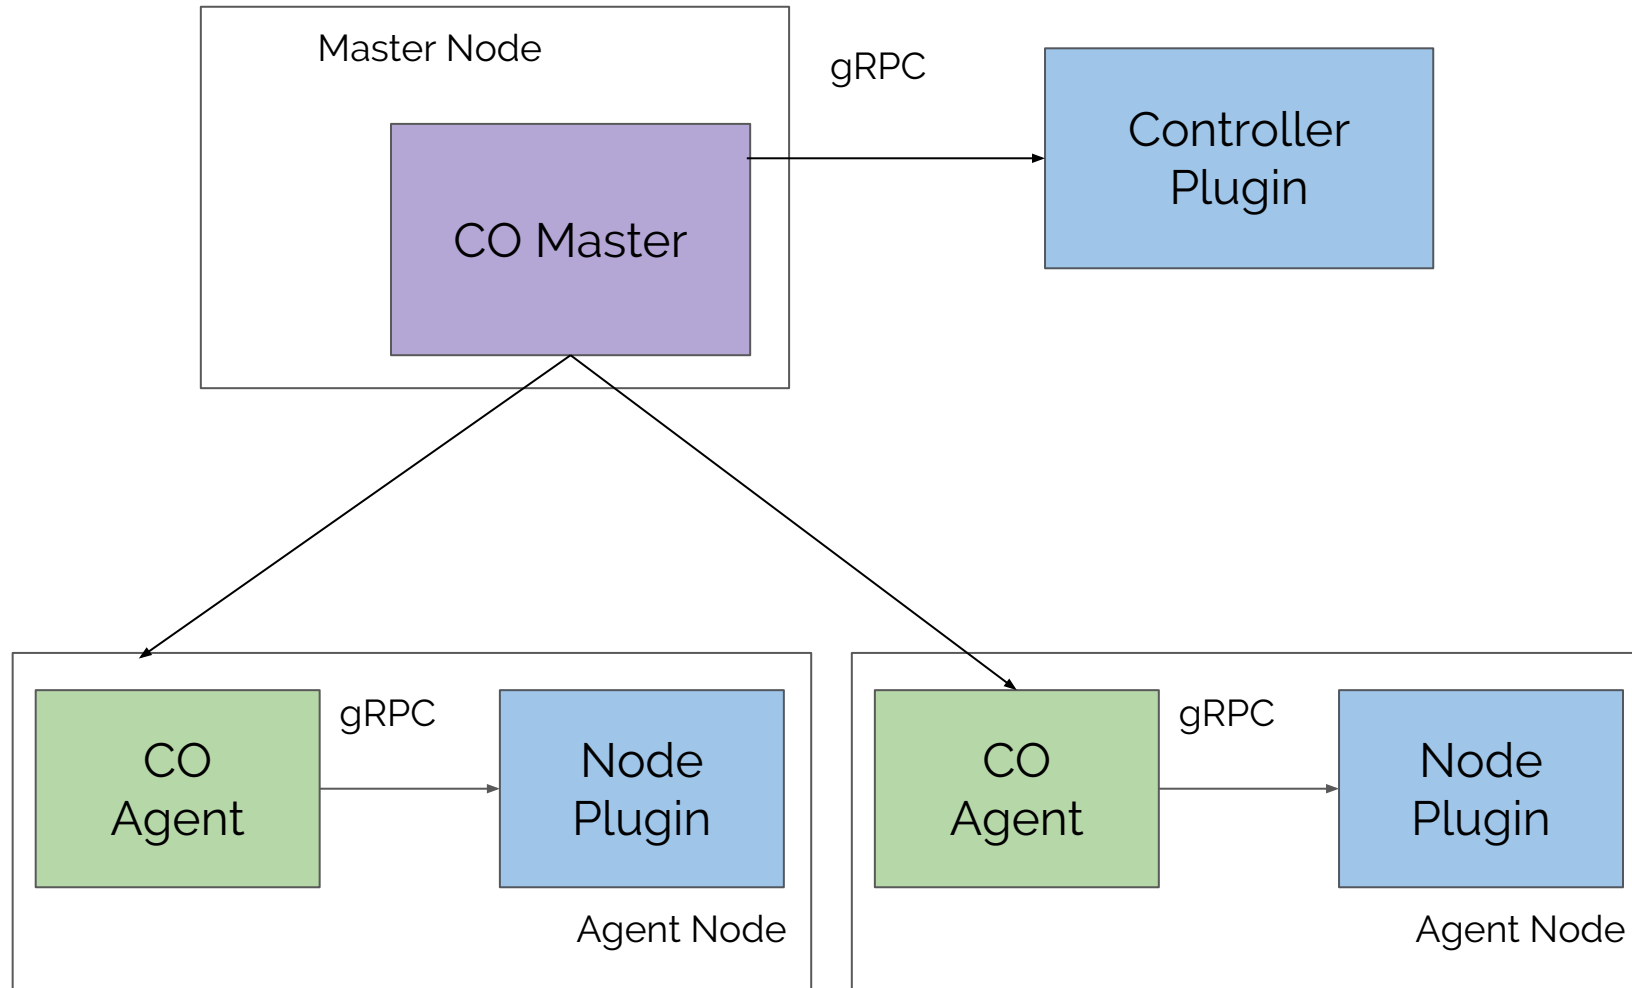 Master Node
gRPC
Controller
Plugin
CO Master
gRPC
gRPC
CO
Agent
Node
Plugin
CO
Agent
Node
Plugin
Agent Node
Agent Node